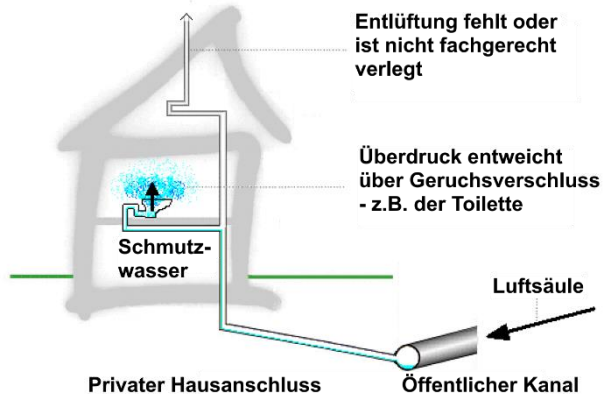 Entlüftung fehlt oder
ist nicht fachgerecht
verlegt
Überdruck entweicht
über Geruchsverschluss
- z.B. der Toilette
Schmutz-
wasser
Luftsäule
Privater Hausanschluss
Öffentlicher Kanal